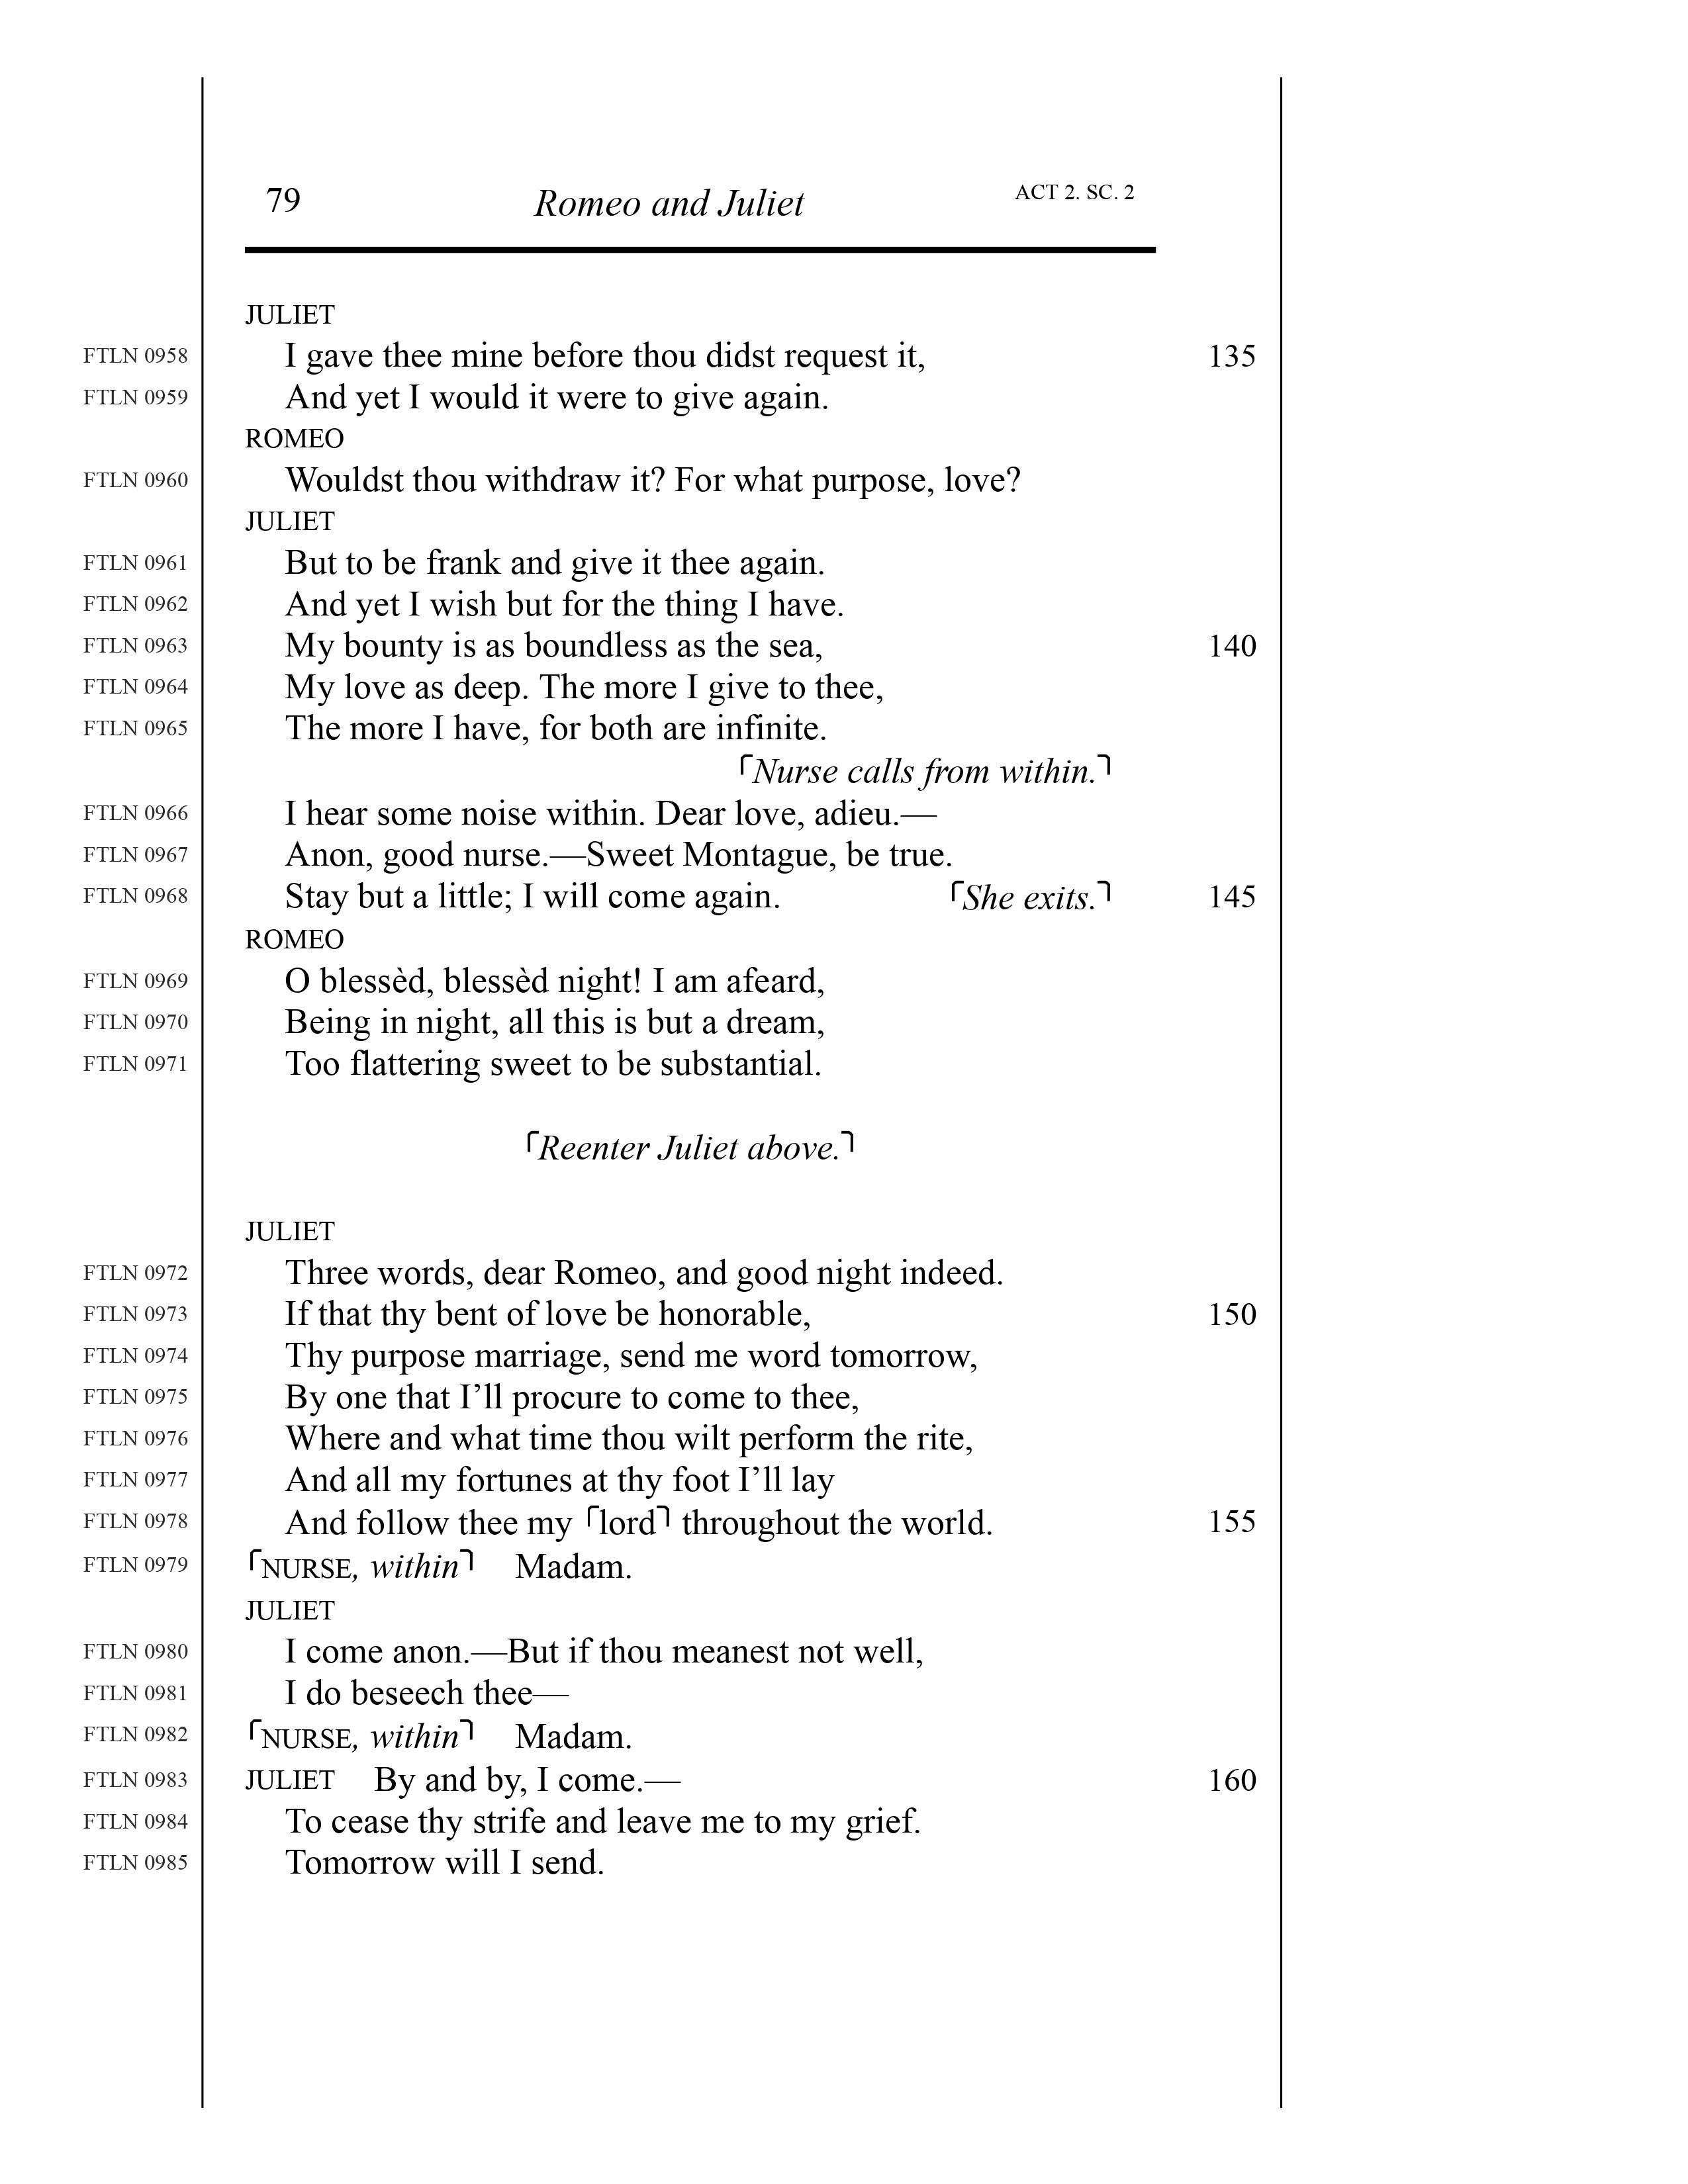 79 Romeo and Juliet ACT 2. SC. 2
JULIET
FTLN 0958 I gave thee mine before thou didst request it, 135
FTLN 0959 And yet I would it were to give again.
ROMEO
FTLN 0960 Wouldst thou withdraw it? For what purpose, love?
JULIET
FTLN 0961 But to be frank and give it thee again.
FTLN 0962 And yet I wish but for the thing I have.
FTLN 0963 My bounty is as boundless as the sea, 140
FTLN 0964 My love as deep. The more I give to thee,
FTLN 0965 The more I have, for both are infinite.
⌜Nurse calls from within.⌝
FTLN 0966 I hear some noise within. Dear love, adieu.—
FTLN 0967 Anon, good nurse.—Sweet Montague, be true.
FTLN 0968 Stay but a little; I will come again. ⌜She exits.⌝ 145
ROMEO
FTLN 0969 O blessèd, blessèd night! I am afeard,
FTLN 0970 Being in night, all this is but a dream,
FTLN 0971 Too flattering sweet to be substantial.
⌜Reenter Juliet above.⌝
JULIET
FTLN 0972 Three words, dear Romeo, and good night indeed.
FTLN 0973 If that thy bent of love be honorable, 150
FTLN 0974 Thy purpose marriage, send me word tomorrow,
FTLN 0975 By one that I’ll procure to come to thee,
FTLN 0976 Where and what time thou wilt perform the rite,
FTLN 0977 And all my fortunes at thy foot I’ll lay
FTLN 0978 And follow thee my ⌜lord⌝ throughout the world. 155
FTLN 0979 ⌜NURSE, within⌝ Madam.
JULIET
FTLN 0980 I come anon.—But if thou meanest not well,
FTLN 0981 I do beseech thee—
FTLN 0982 ⌜NURSE, within⌝ Madam.
FTLN 0983 JULIET By and by, I come.— 160
FTLN 0984 To cease thy strife and leave me to my grief.
FTLN 0985 Tomorrow will I send.